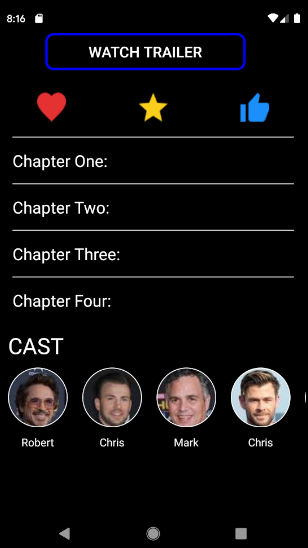 8:16
WATCH TRAILER
Chapter One:
Chapter Two:
Chapter Three:
Chapter Four:
CAST
Robert Chris Mark Chris